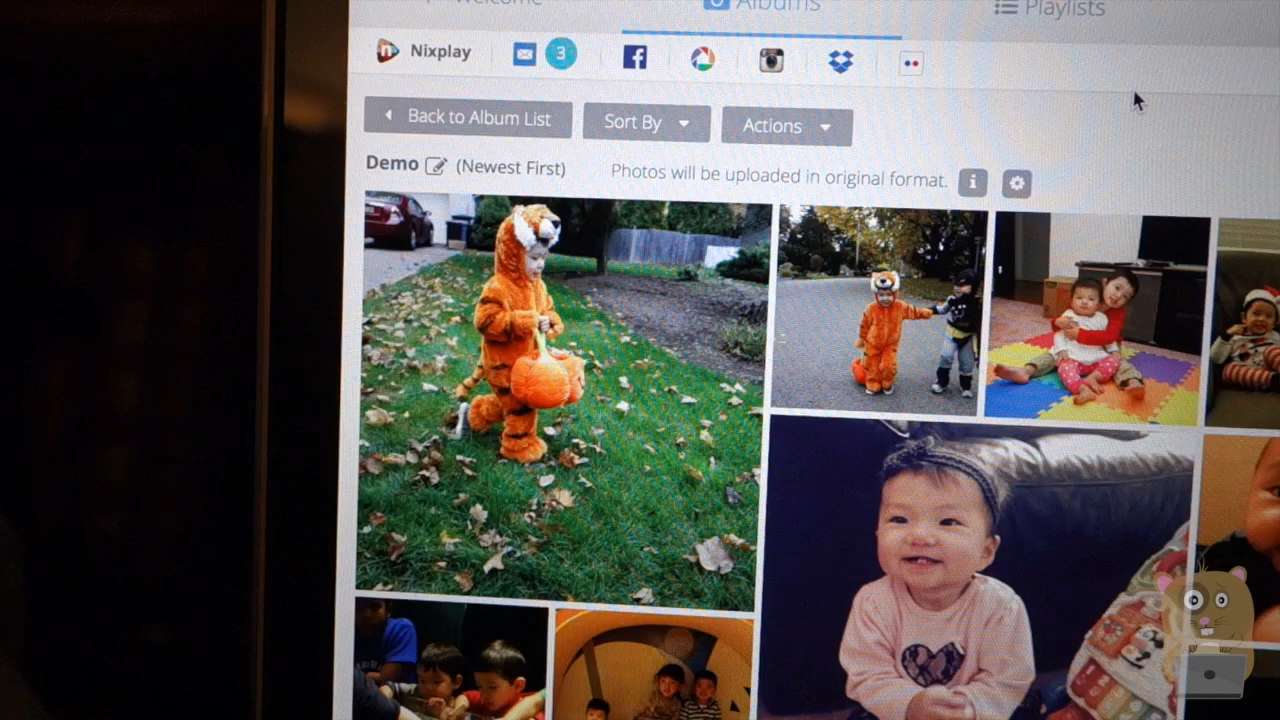 Welcome
Albums
Playlists
Nixplay
3
Back to Album List
Sort By
Actions
Demo (Newest First)
Photos will be uploaded in original format.